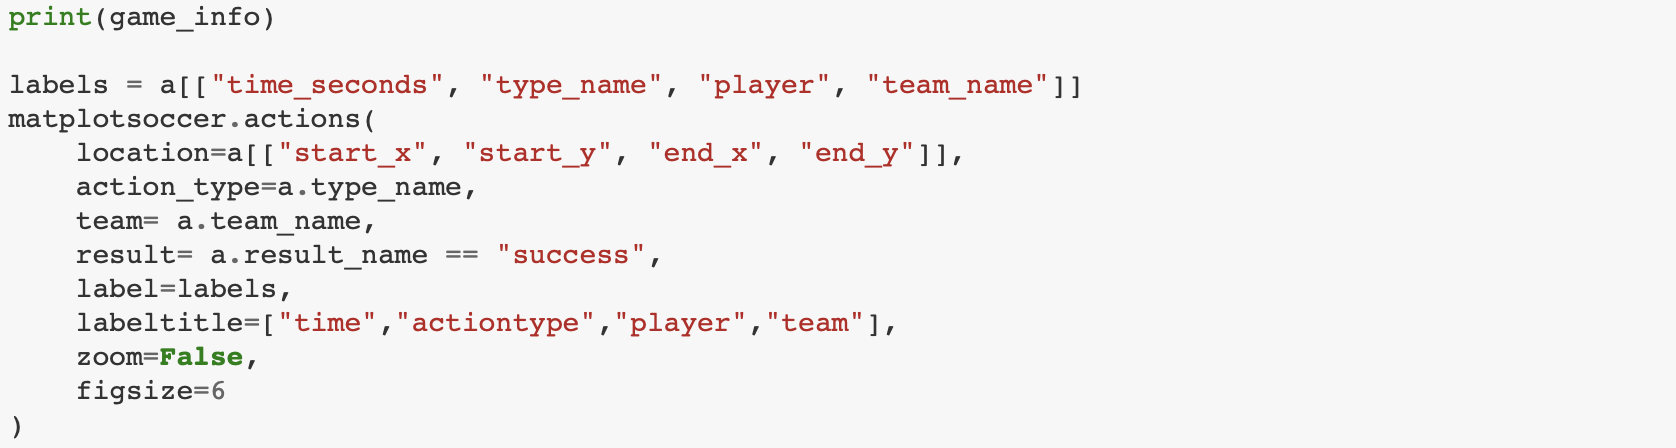 print(game_info)
labels = a[["time_seconds", "type_name", "player", "team_name"]]
matplotsoccer.actions(
    location=a[["start_x", "start_y", "end_x", "end_y"]],
    action_type=a.type_name,
    team= a.team_name,
    result= a.result_name == "success",
    label=labels,
    labeltitle=["time","actiontype","player","team"],
    zoom=False,
    figsize=6
)